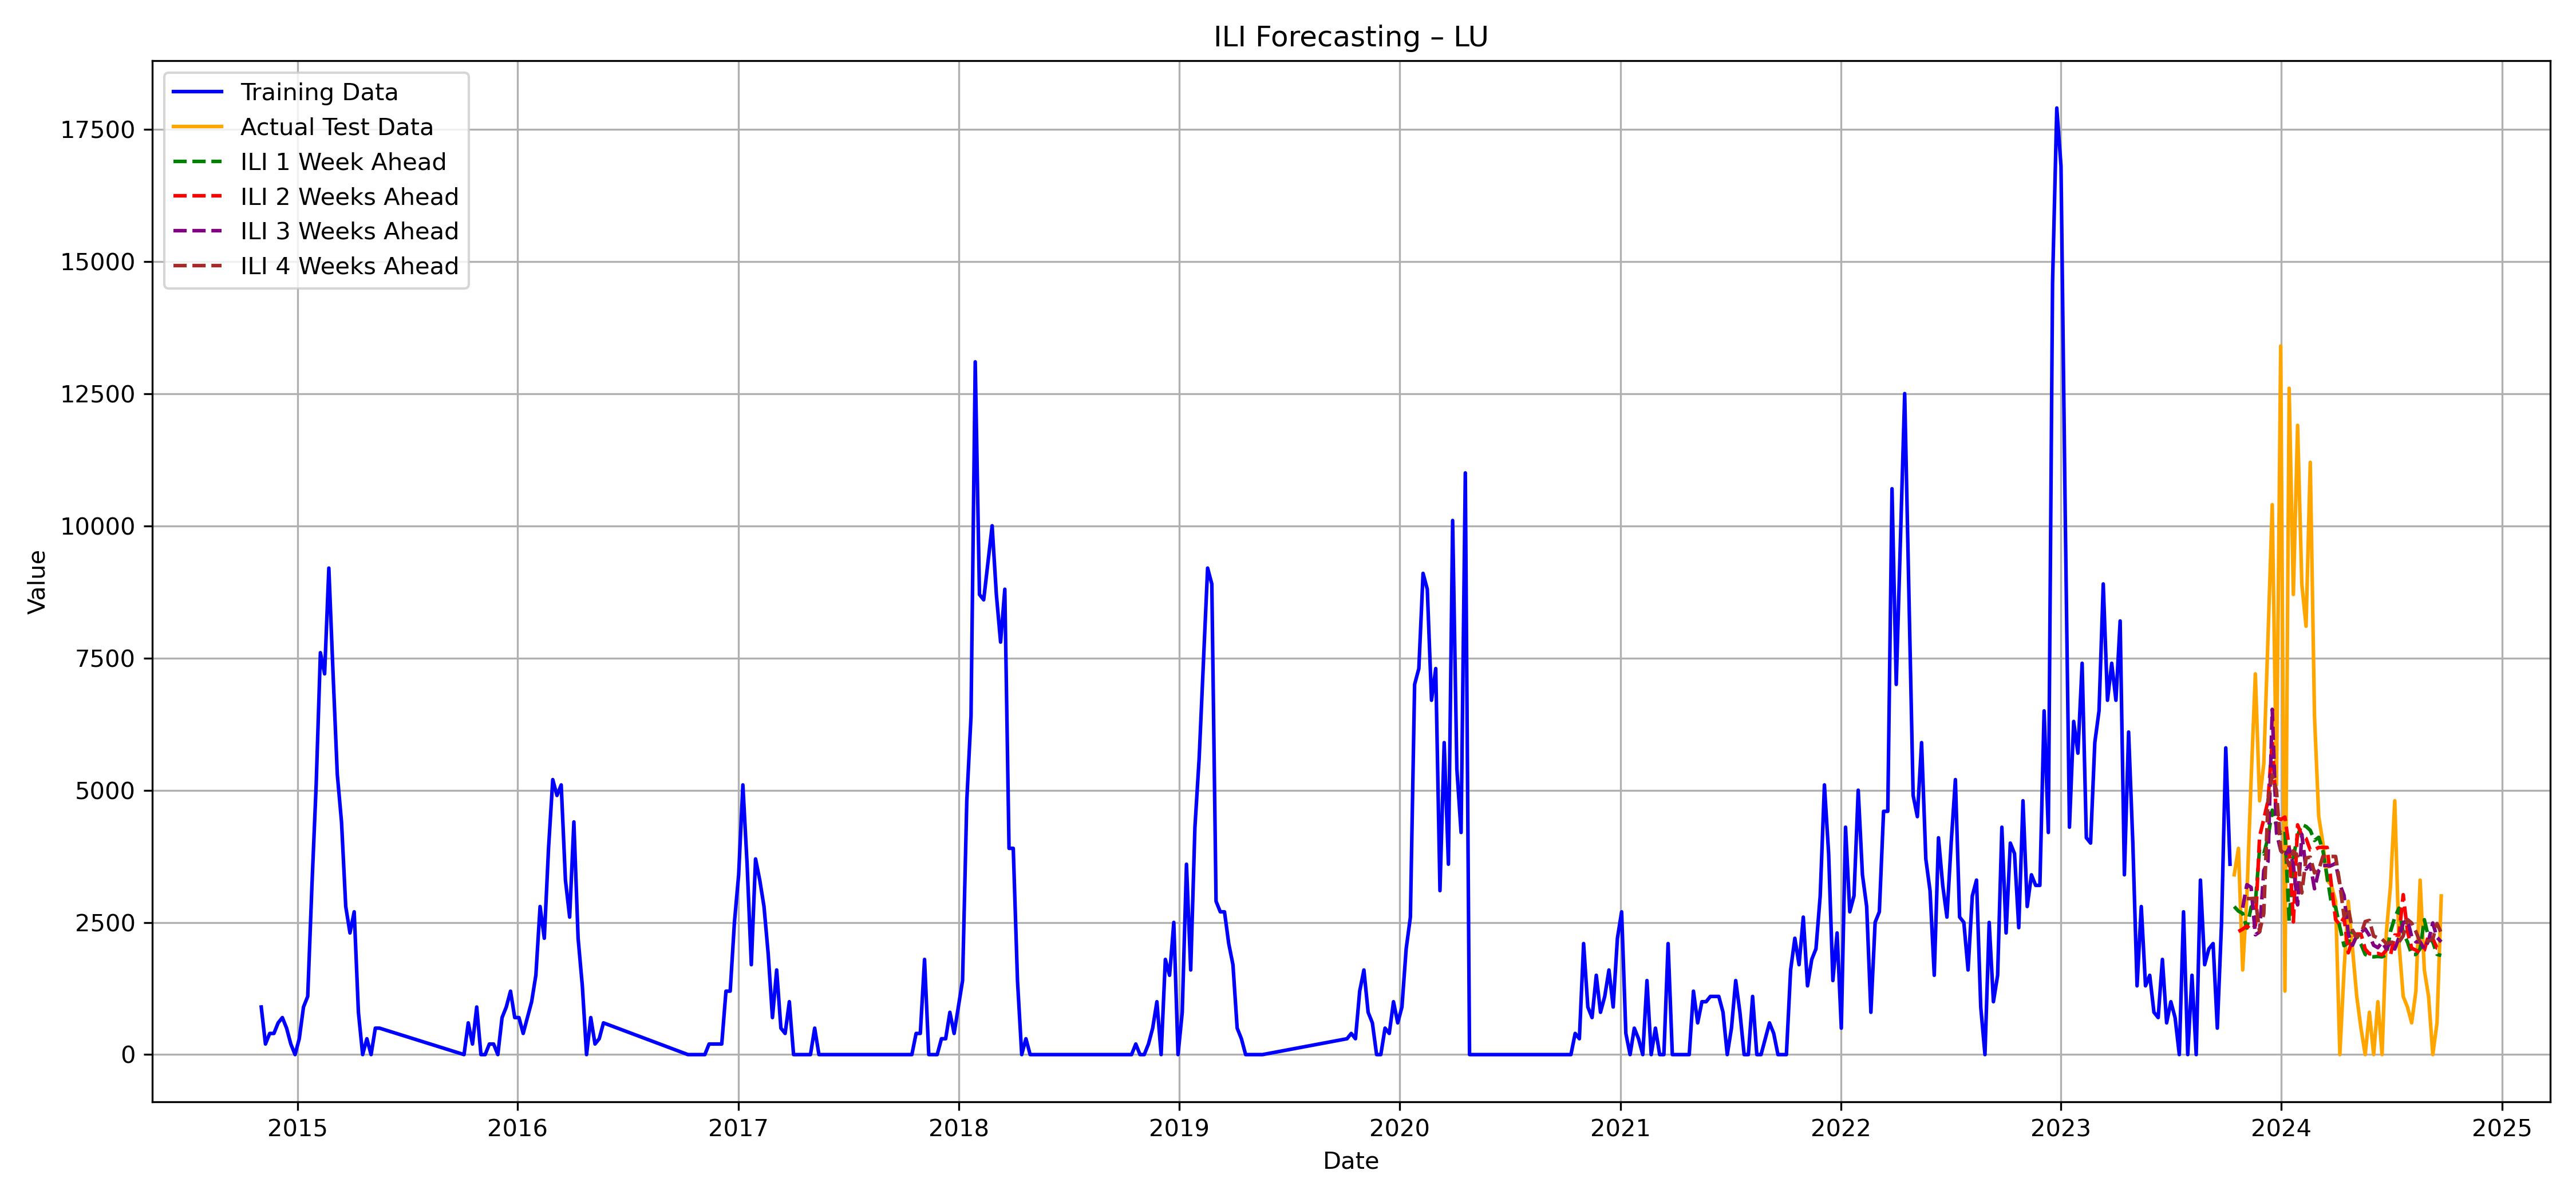 ILI Forecasting – LU
Training Data
Actual Test Data
ILI 1 Week Ahead
ILI 2 Weeks Ahead
ILI 3 Weeks Ahead
ILI 4 Weeks Ahead
17500
15000
12500
10000
7500
5000
2500
0
Value
2015 2016 2017 2018 2019 2020 2021 2022 2023 2024 2025
Date